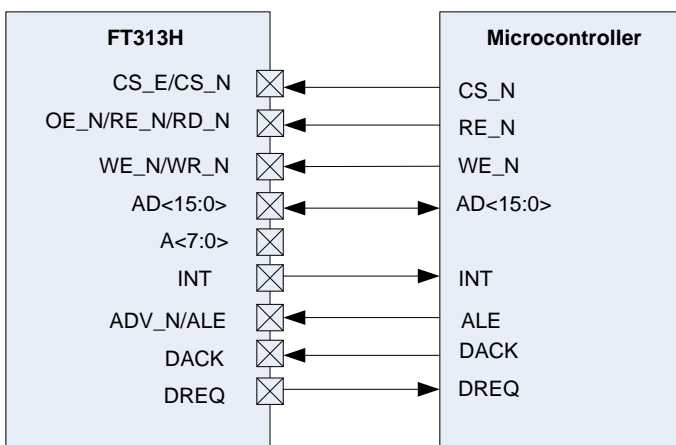 FT313H
Microcontroller
CS_E/CS_N
CS_N
OE_N/RE_N/RD_N
RE_N
WE_N/WR_N
WE_N
AD<15:0>
AD<15:0>
A<7:0>
INT
INT
ADV_N/ALE
ALE
DACK
DACK
DREQ
DREQ